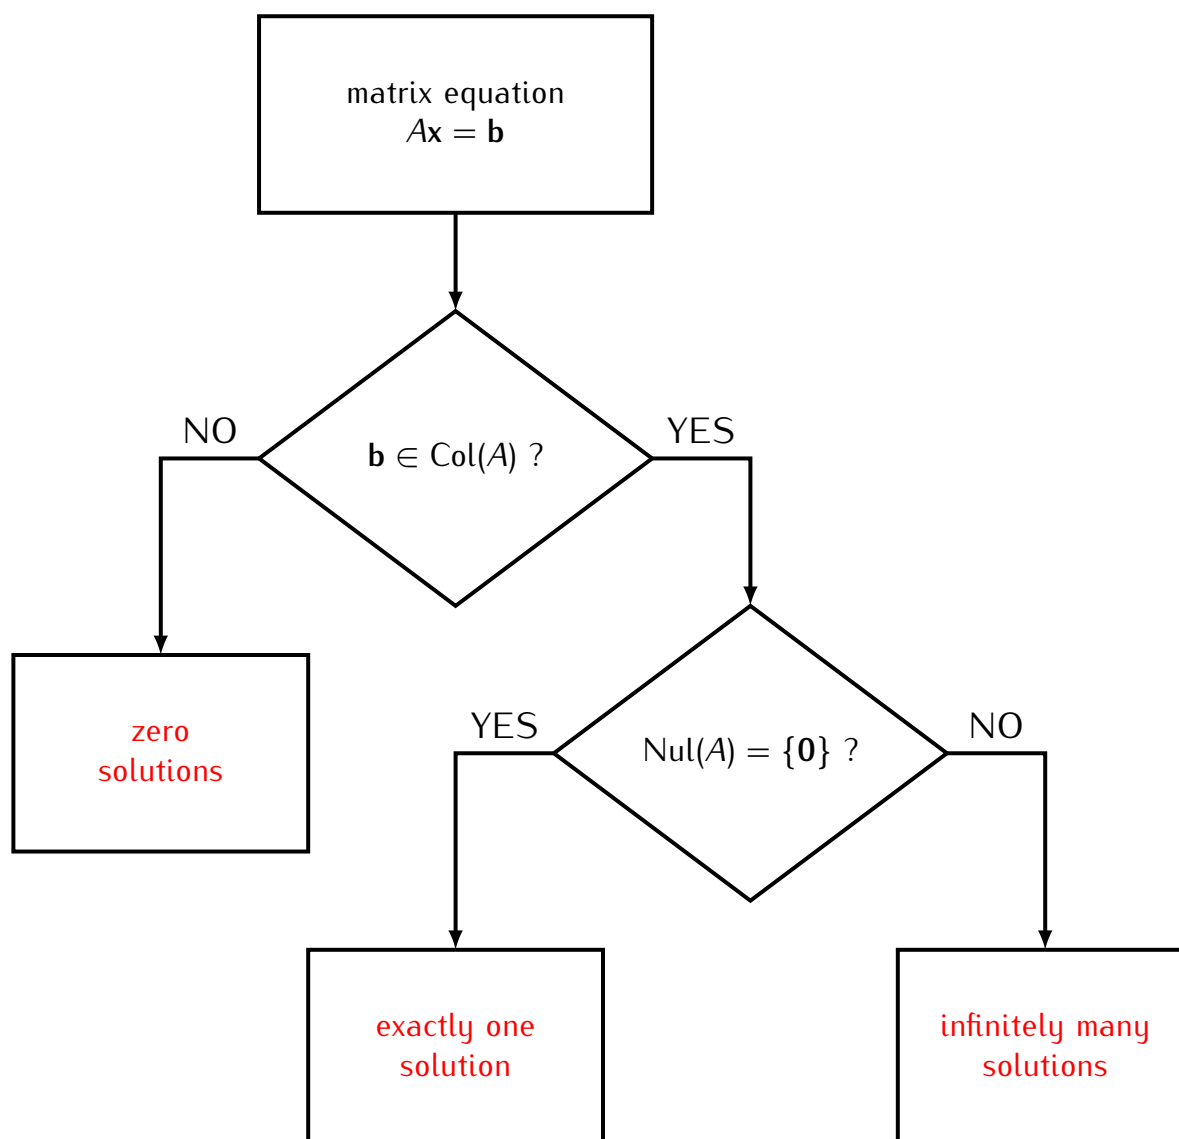 matrix equation
Ax = b
NO
YES
b ∈ Col(A) ?
zero
solutions
YES
NO
Nul(A) = {0} ?
exactly one
solution
infinitely many
solutions